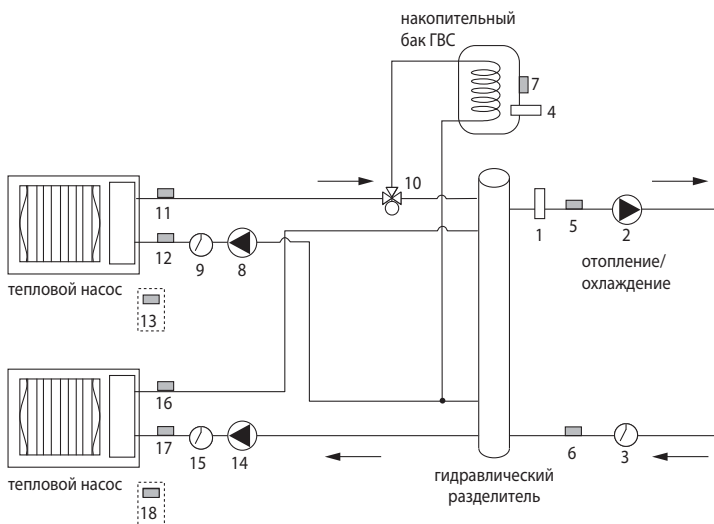 накопительный
бак ГВС
7
4
10
11
12
9
8
1
5
2
отопление/
охлаждение
тепловой насос
13
16
17
15
14
6
3
гидравлический
разделитель
тепловой насос
18